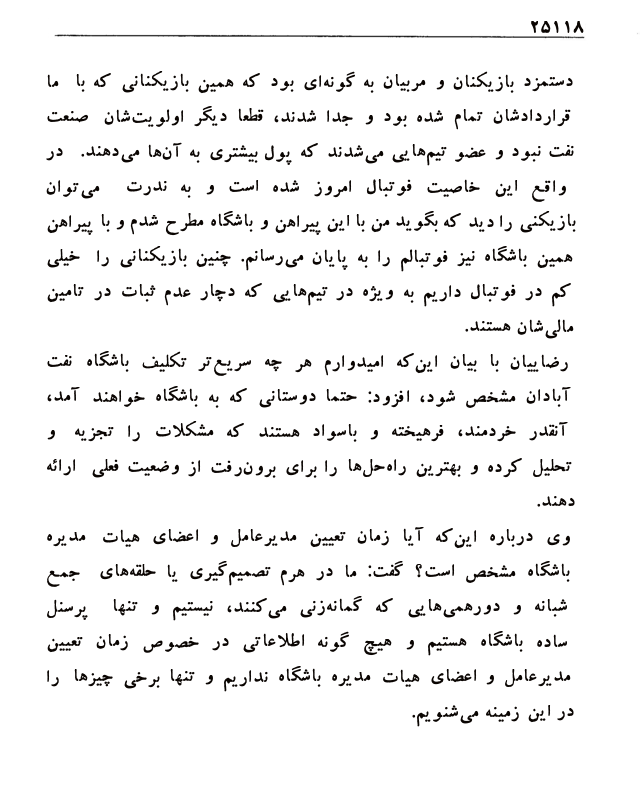 ۲۵۱۱۸
دستمزد بازیکنان و مربیان به گونه‌ای بود که همین بازیکنانی که با ما
قراردادشان تمام شده بود و جدا شدند، قطعا دیگر اولویت‌شان صنعت
نفت نبود و عضو تیم‌هایی می‌شدند که پول بیشتری به آن‌ها می‌دهند. در
واقع این خاصیت فوتبال امروز شده است و به ندرت می‌توان
بازیکنی را دید که بگوید من با این پیراهن و باشگاه مطرح شدم و با پیراهن
همین باشگاه نیز فوتبالم را به پایان می‌رسانم. چنین بازیکنانی را خیلی
کم در فوتبال داریم به ویژه در تیم‌هایی که دچار عدم ثبات در تامین
مالی‌شان هستند.
رضاییان با بیان این‌که امیدوارم هر چه سریع‌تر تکلیف باشگاه نفت
آبادان مشخص شود، افزود: حتما دوستانی که به باشگاه خواهند آمد،
آنقدر خردمند، فرهیخته و باسواد هستند که مشکلات را تجزیه و
تحلیل کرده و بهترین راه‌حل‌ها را برای برون‌رفت از وضعیت فعلی ارائه
دهند.
وی درباره این‌که آیا زمان تعیین مدیرعامل و اعضای هیات مدیره
باشگاه مشخص است؟ گفت: ما در هرم تصمیم‌گیری یا حلقه‌های جمع
شبانه و دورهمی‌هایی که گمانه‌زنی می‌کنند، نیستیم و تنها پرسنل
ساده باشگاه هستیم و هیچ گونه اطلاعاتی در خصوص زمان تعیین
مدیرعامل و اعضای هیات مدیره باشگاه نداریم و تنها برخی چیزها را
در این زمینه می‌شنویم.